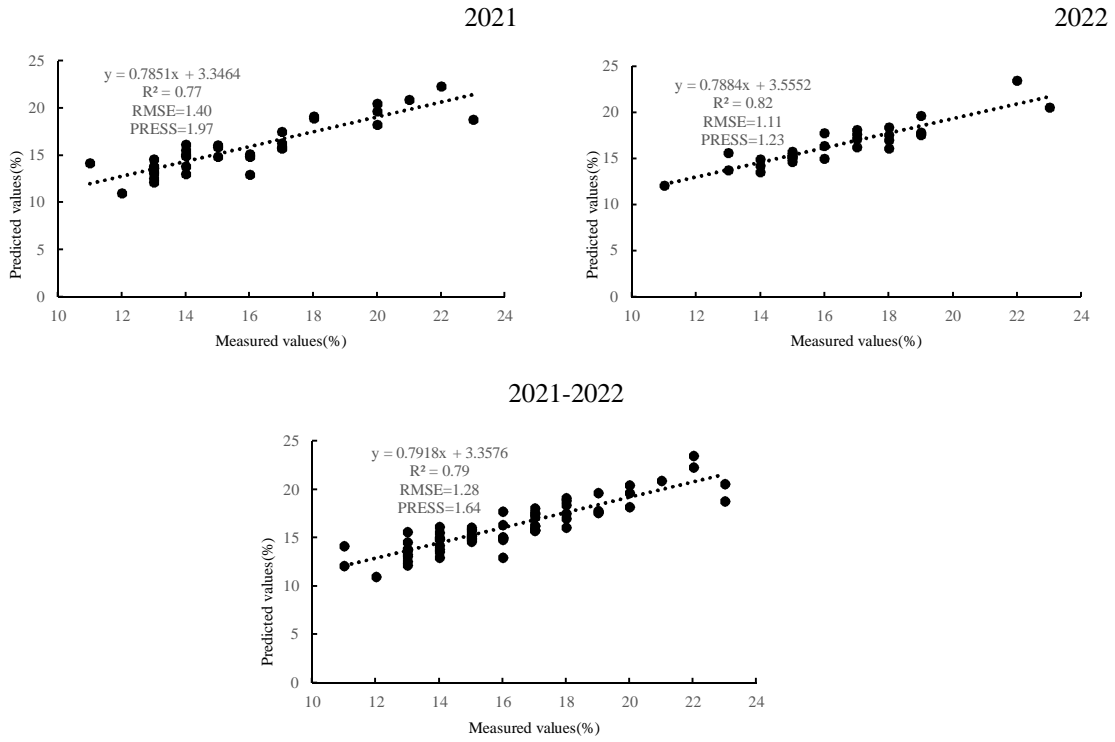 2021
25
20
15
10
5
0
Predicted values(%)
y = 0.7851x + 3.3464
R² = 0.77
RMSE=1.40
PRESS=1.97
10 12 14 16 18 20 22 24
Measured values(%)
2022
25
20
15
10
5
0
Predicted values(%)
y = 0.7884x + 3.5552
R² = 0.82
RMSE=1.11
PRESS=1.23
10 12 14 16 18 20 22 24
Measured values(%)
2021-2022
25
20
15
10
5
0
Predicted values(%)
y = 0.7918x + 3.3576
R² = 0.79
RMSE=1.28
PRESS=1.64
10 12 14 16 18 20 22 24
Measured values(%)